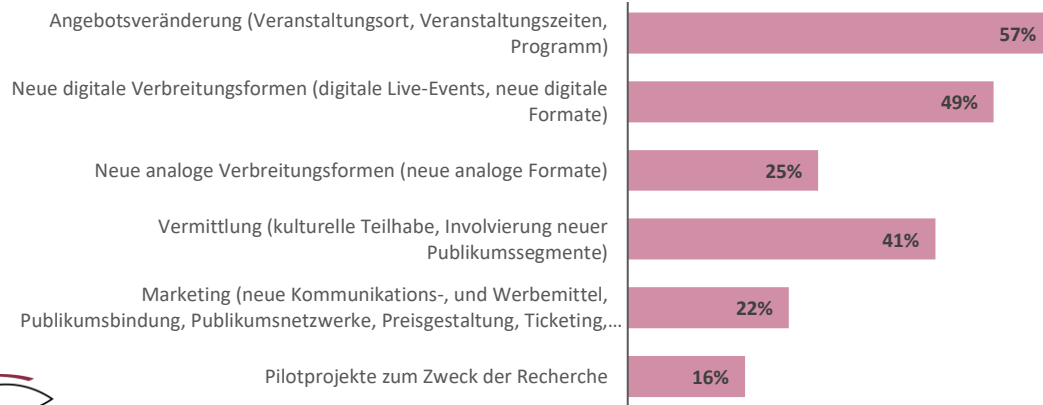 Angebotsveränderung (Veranstaltungsort, Veranstaltungszeiten,
Programm)
57%
Neue digitale Verbreitungsformen (digitale Live-Events, neue digitale
Formate)
49%
Neue analoge Verbreitungsformen (neue analoge Formate)
25%
Vermittlung (kulturelle Teilhabe, Involvierung neuer
Publikumssegmente)
41%
Marketing (neue Kommunikations-, und Werbemittel,
Publikumsbindung, Publikumsnetzwerke, Preisgestaltung, Ticketing,…
22%
Pilotprojekte zum Zweck der Recherche
16%